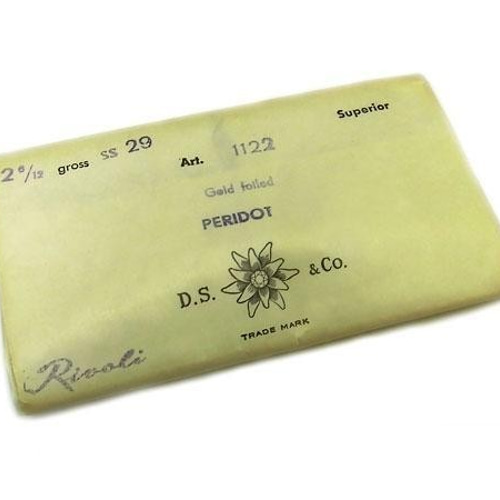 Superior
2 6/12 gross ss 29 Art. 1122
Gold foiled
PERIDOT
D.S. & Co.
TRADE MARK
Rivoli